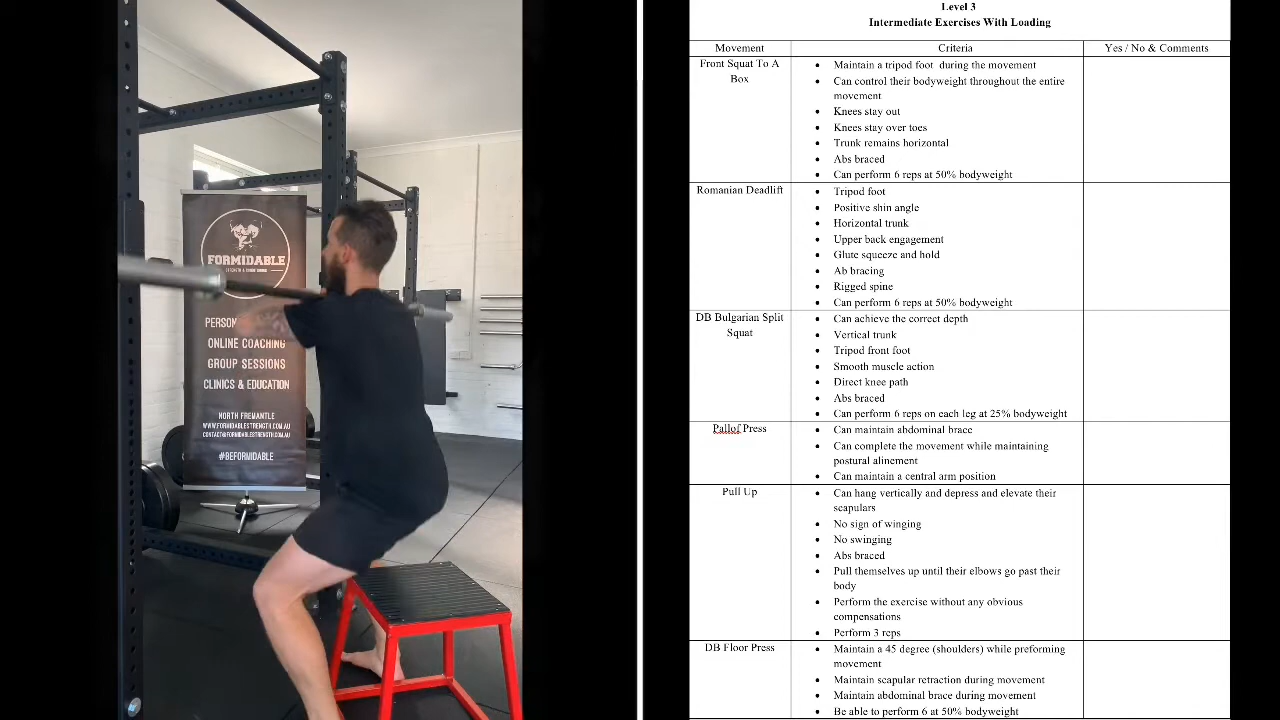 FORMIDABLE
STRENGTH & CONDITIONING
ONLINE COACHING
GROUP SESSIONS
CLINICS & EDUCATION
NORTH FREMANTLE
WWW.FORMIDABLESTRENGTH.COM.AU
CONTACT@FORMIDABLESTRENGTH.COM.AU
#BEFORMIDABLE
Level 3
Intermediate Exercises With Loading
Movement Criteria Yes / No & Comments
Front Squat To A
Box
• Maintain a tripod foot during the movement
• Can control their bodyweight throughout the entire
movement
• Knees stay out
• Knees stay over toes
• Trunk remains horizontal
• Abs braced
• Can perform 6 reps at 50% bodyweight
Romanian Deadlift
• Tripod foot
• Positive shin angle
• Horizontal trunk
• Upper back engagement
• Glute squeeze and hold
• Ab bracing
• Rigged spine
• Can perform 6 reps at 50% bodyweight
DB Bulgarian Split
Squat
• Can achieve the correct depth
• Vertical trunk
• Tripod front foot
• Smooth muscle action
• Direct knee path
• Abs braced
• Can perform 6 reps on each leg at 25% bodyweight
Pallof Press
• Can maintain abdominal brace
• Can complete the movement while maintaining
postural alinement
• Can maintain a central arm position
Pull Up
• Can hang vertically and depress and elevate their
scapulars
• No sign of winging
• No swinging
• Abs braced
• Pull themselves up until their elbows go past their
body
• Perform the exercise without any obvious
compensations
• Perform 3 reps
DB Floor Press
• Maintain a 45 degree (shoulders) while preforming
movement
• Maintain scapular retraction during movement
• Maintain abdominal brace during movement
• Be able to perform 6 at 50% bodyweight